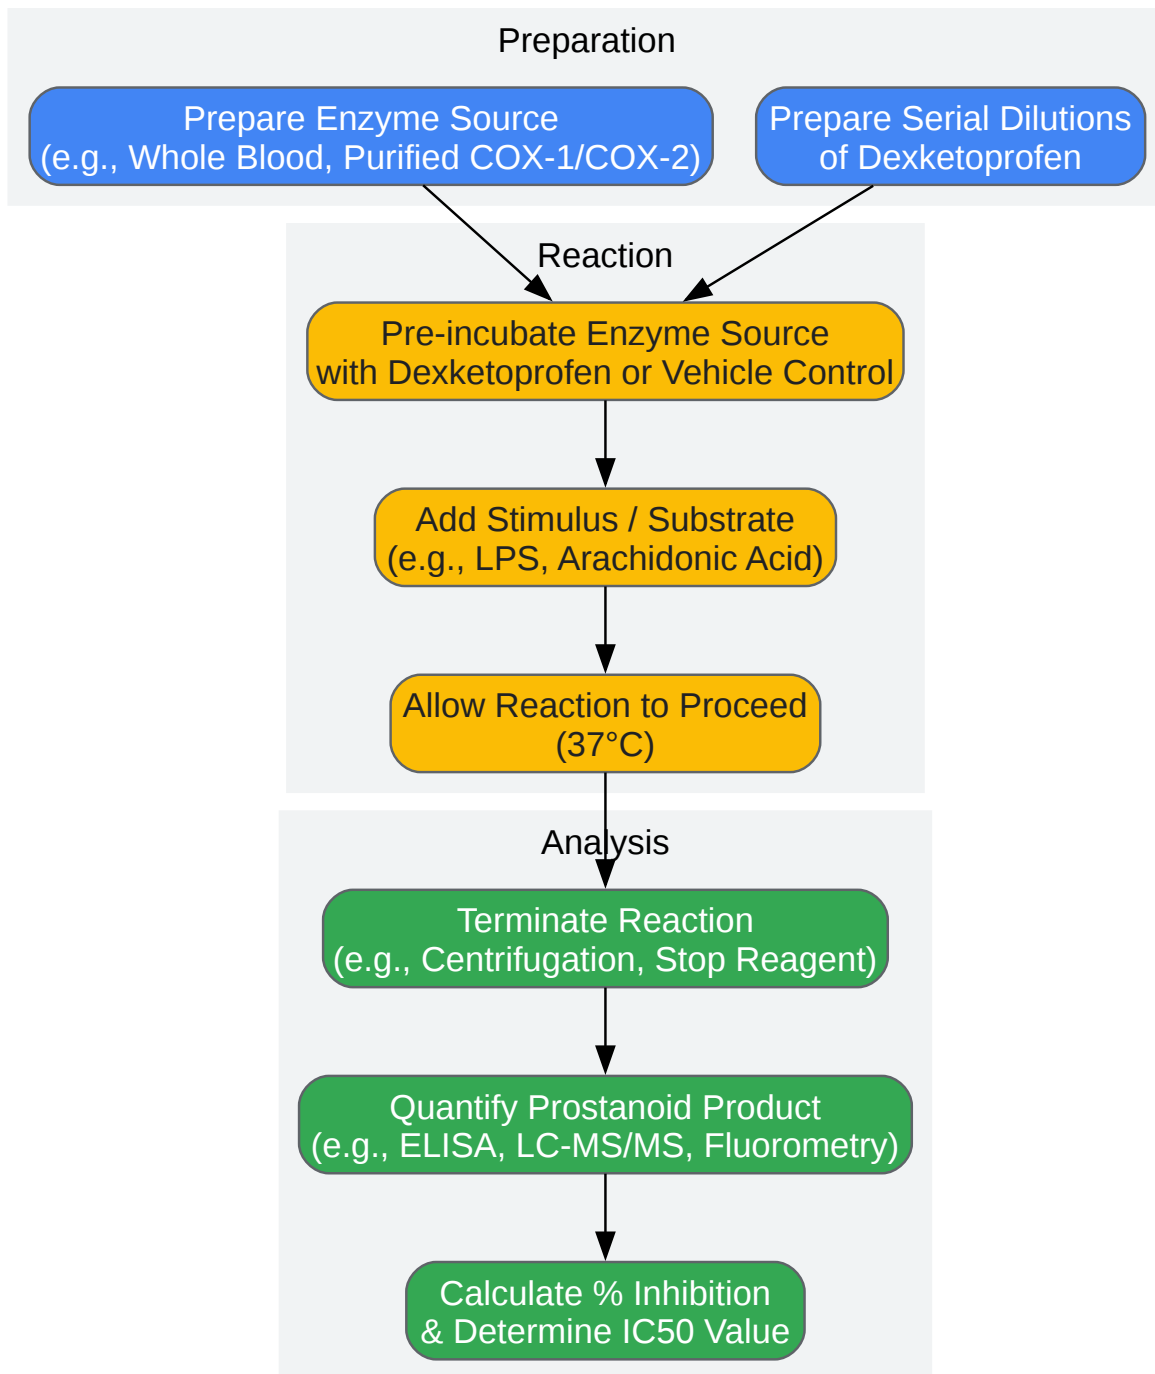 Preparation
Prepare Enzyme Source
(e.g., Whole Blood, Purified COX-1/COX-2)
Prepare Serial Dilutions
of Dexketoprofen
Reaction
Pre-incubate Enzyme Source
with Dexketoprofen or Vehicle Control
Add Stimulus / Substrate
(e.g., LPS, Arachidonic Acid)
Allow Reaction to Proceed
(37°C)
Analysis
Terminate Reaction
(e.g., Centrifugation, Stop Reagent)
Quantify Prostanoid Product
(e.g., ELISA, LC-MS/MS, Fluorometry)
Calculate % Inhibition
& Determine IC50 Value